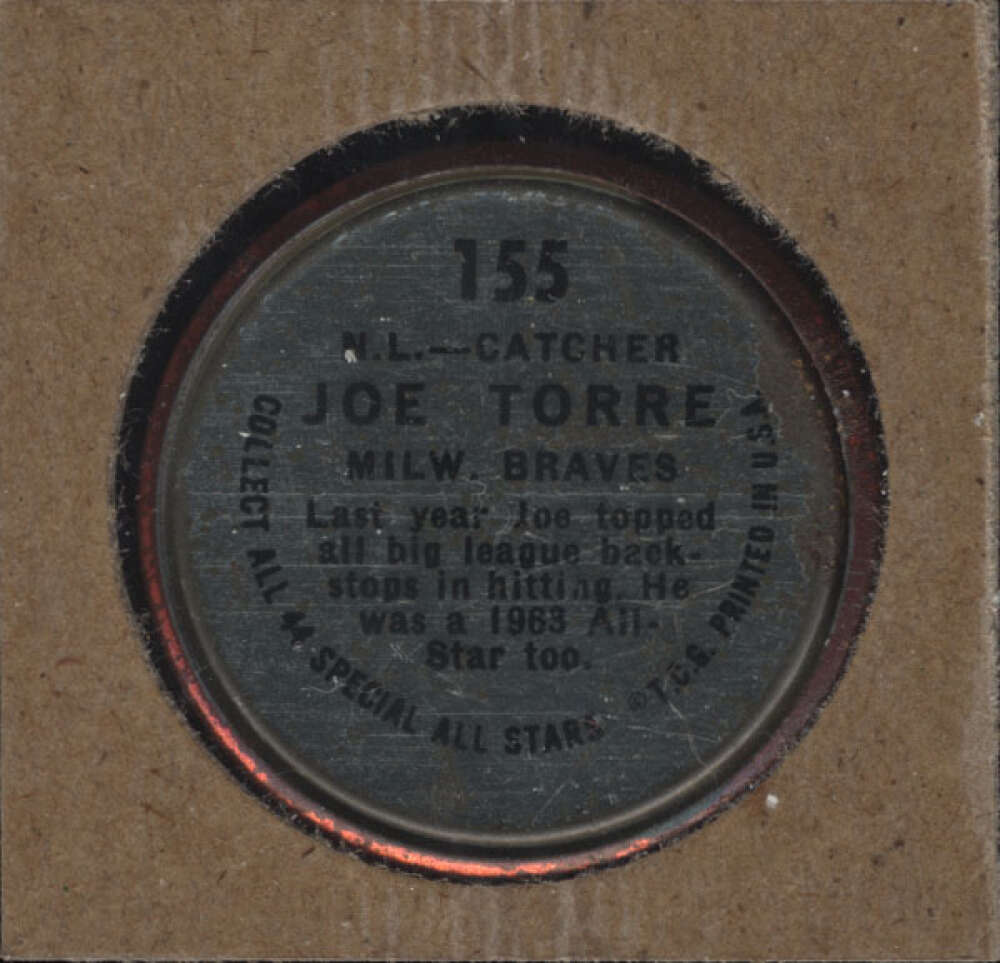 155
N.L.—CATCHER
JOE TORRE
MILW. BRAVES
Last year Joe topped
all big league back-
stops in hitting. He
was a 1963 All-
Star too.
COLLECT ALL 44 SPECIAL ALL STARS
© T.C.G. PRINTED IN U.S.A.